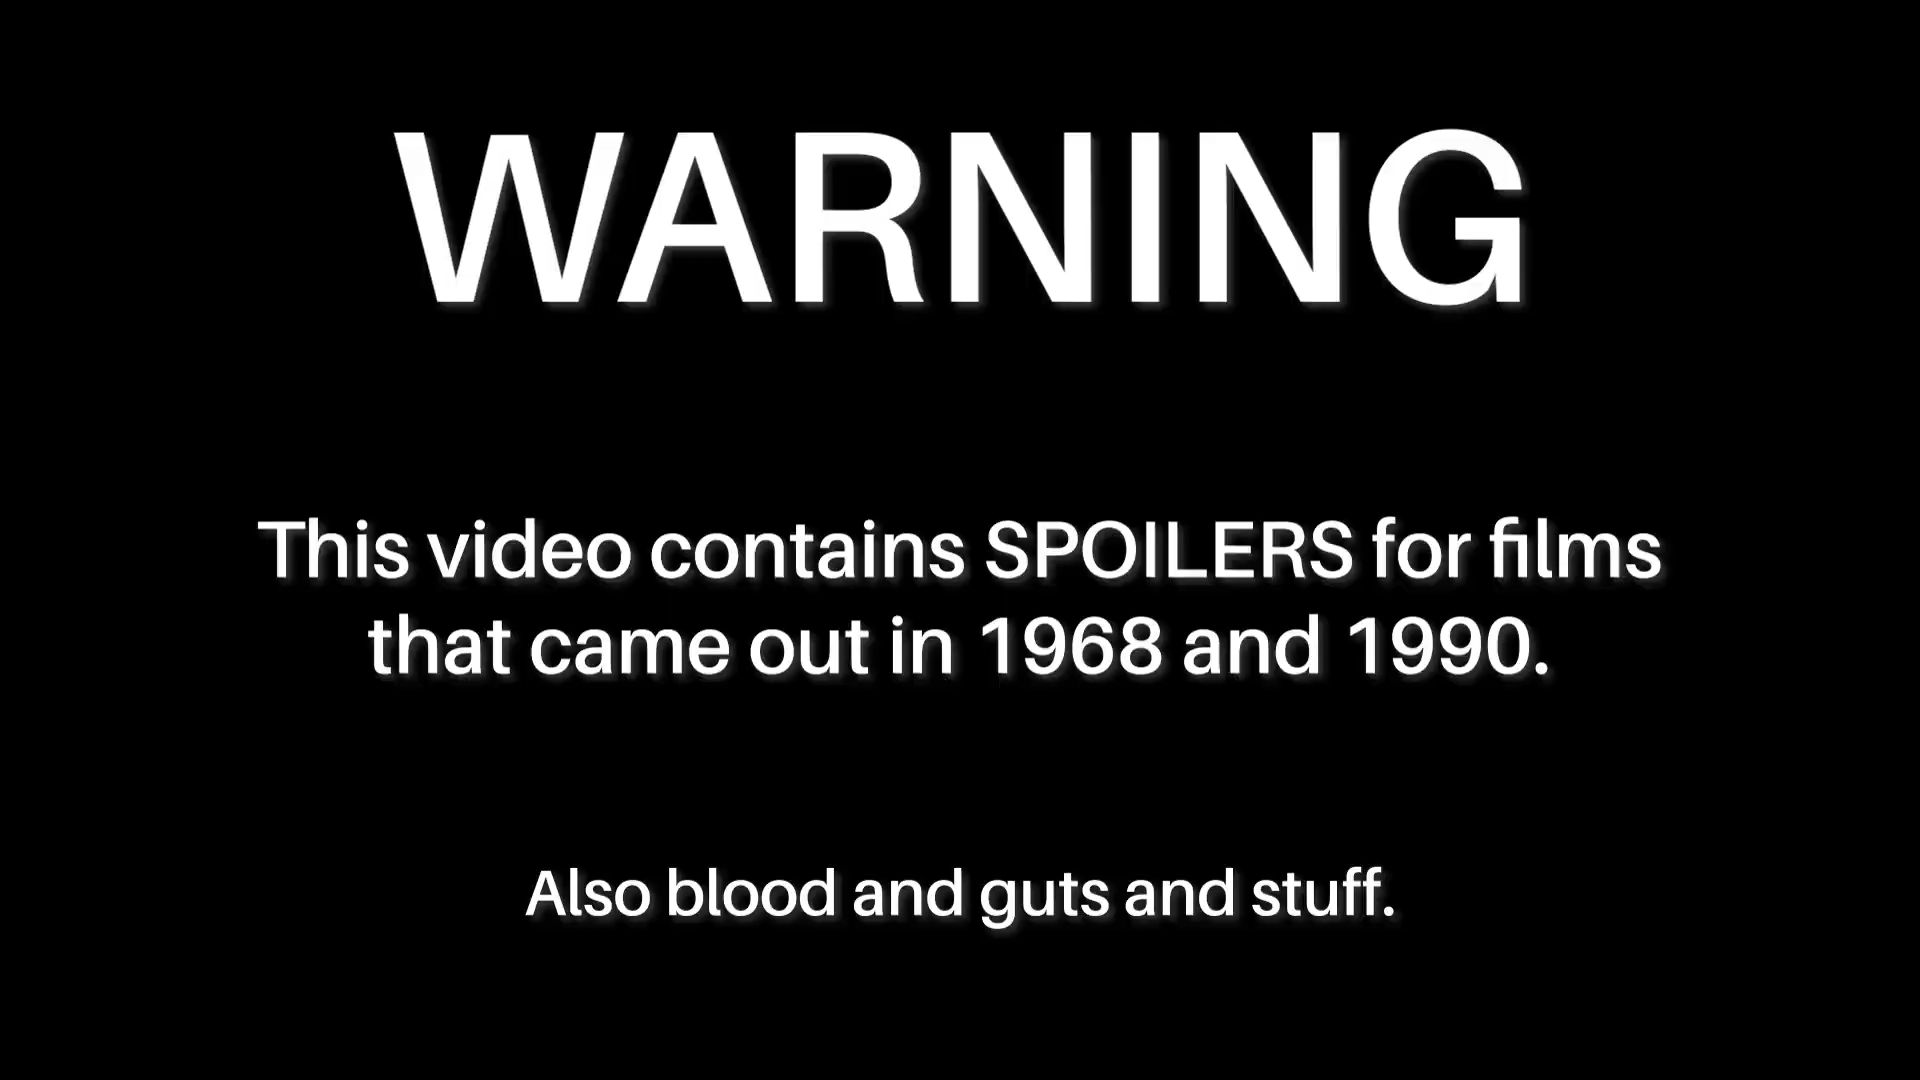 WARNING
This video contains SPOILERS for films
that came out in 1968 and 1990.
Also blood and guts and stuff.